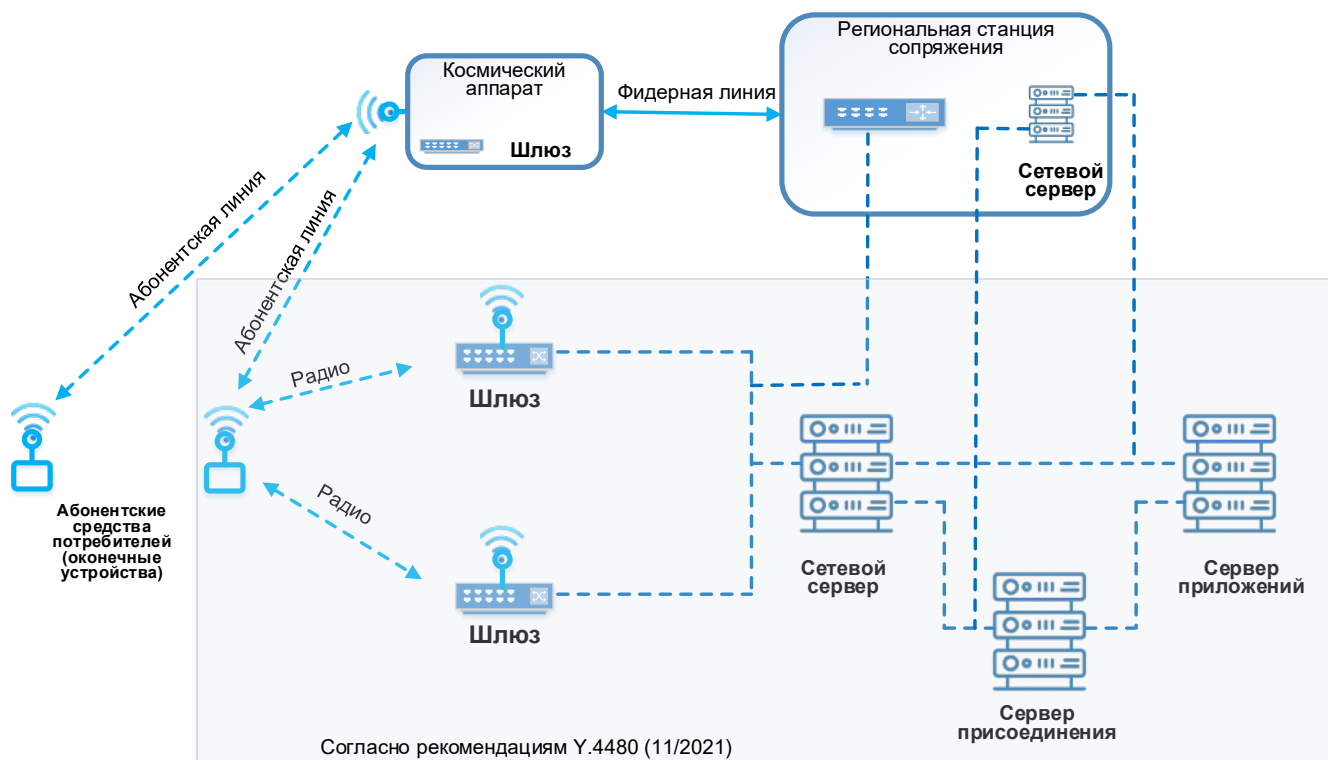 Региональная станция
сопряжения
Космический
аппарат
Шлюз
Фидерная линия
Сетевой
сервер
Абонентская линия
Абонентская линия
Радио
Шлюз
Радио
Шлюз
Абонентские
средства
потребителей
(оконечные
устройства)
Сетевой
сервер
Сервер
приложений
Сервер
присоединения
Согласно рекомендациям Y.4480 (11/2021)